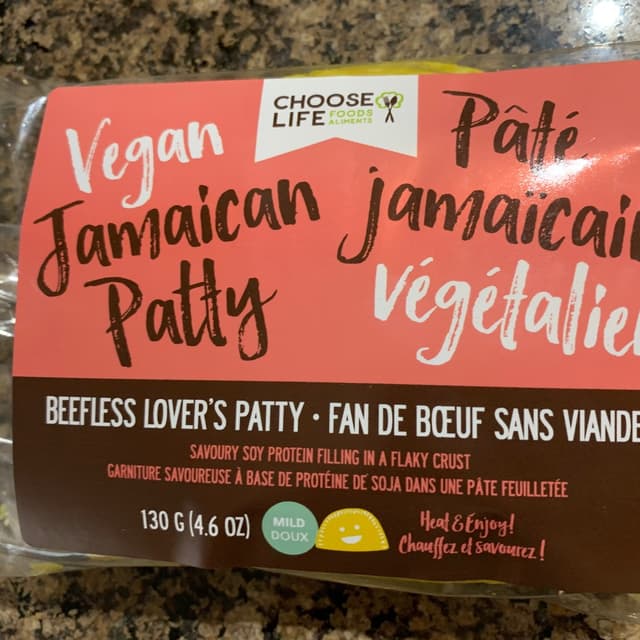 CHOOSE
LIFE
FOODS
ALIMENTS
Vegan
Jamaican
Patty
Pâté
jamaïcai
végétalie
BEEFLESS LOVER'S PATTY • FAN DE BŒUF SANS VIANDE
SAVOURY SOY PROTEIN FILLING IN A FLAKY CRUST
GARNITURE SAVOUREUSE À BASE DE PROTÉINE DE SOJA DANS UNE PÂTE FEUILLETÉE
130 G (4.6 OZ)
MILD
DOUX
Heat & Enjoy!
Chauffez et savourez!